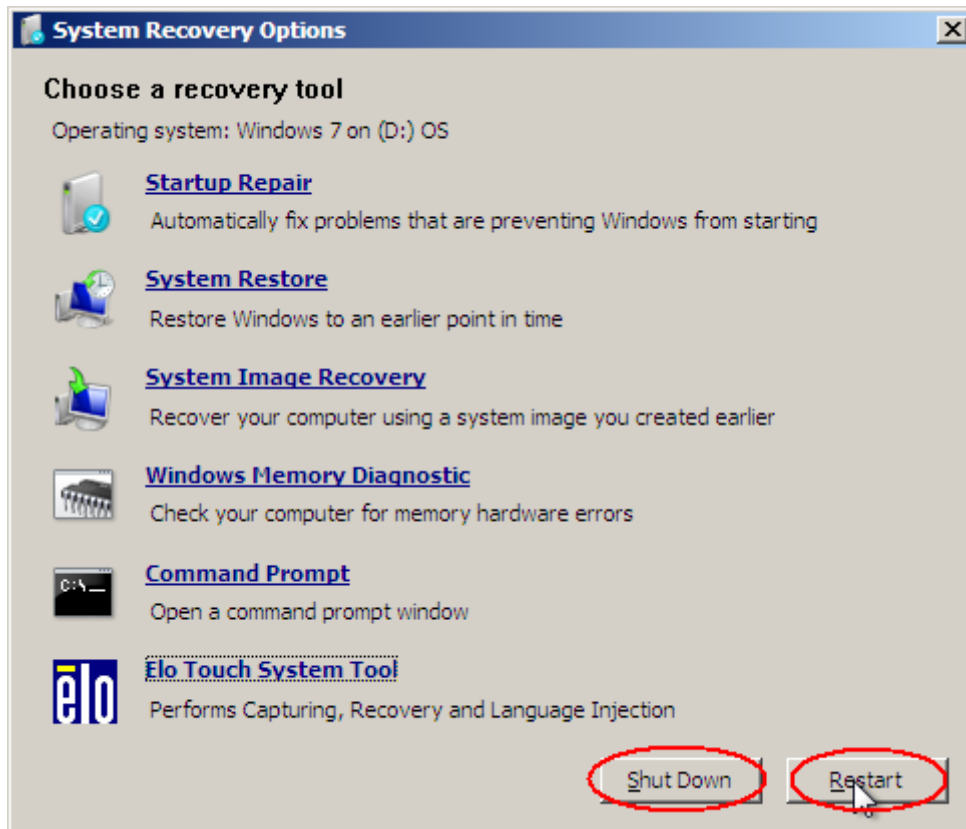 System Recovery Options
Choose a recovery tool
Operating system: Windows 7 on (D:) OS
Startup Repair
Automatically fix problems that are preventing Windows from starting
System Restore
Restore Windows to an earlier point in time
System Image Recovery
Recover your computer using a system image you created earlier
Windows Memory Diagnostic
Check your computer for memory hardware errors
C:\_
Command Prompt
Open a command prompt window
ēlo
Elo Touch System Tool
Performs Capturing, Recovery and Language Injection
Shut Down
Restart